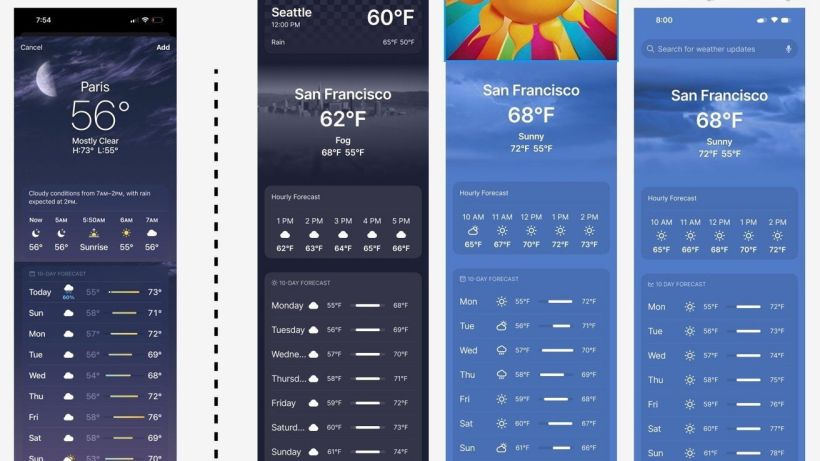 7:54
Cancel Add
Paris
56°
Mostly Clear
H:73° L:55°
Cloudy conditions from 7AM–2PM, with rain
expected at 2PM.
Now 5AM 5:50AM 6AM 7AM
56° 56° Sunrise 55° 56°
10-DAY FORECAST
Today 60% 55° 73°
Sun 58° 71°
Mon 57° 72°
Tue 56° 69°
Wed 54° 68°
Thu 56° 72°
Fri 58° 76°
Sat 58° 69°
Sun 53° 70°
Seattle 60°F
12:00 PM
Rain 65°F 50°F
San Francisco
62°F
Fog
68°F 55°F
Hourly Forecast
1 PM 2 PM 3 PM 4 PM 5 PM
62°F 63°F 64°F 65°F 66°F
10-DAY FORECAST
Monday 55°F 68°F
Tuesday 56°F 69°F
Wedne... 57°F 70°F
Thursd... 58°F 71°F
Friday 59°F 72°F
Saturd... 60°F 73°F
Sunday 61°F 74°F
San Francisco
68°F
Sunny
72°F 55°F
Hourly Forecast
10 AM 11 AM 12 PM 1 PM 2 PM
65°F 67°F 70°F 72°F 73°F
10-DAY FORECAST
Mon 55°F 72°F
Tue 56°F 71°F
Wed 57°F 70°F
Thu 58°F 69°F
Fri 59°F 68°F
Sat 60°F 67°F
Sun 61°F 66°F
8:00
Search for weather updates
San Francisco
68°F
Sunny
72°F 55°F
Hourly Forecast
10 AM 11 AM 12 PM 1 PM 2 PM
65°F 66°F 68°F 70°F 72°F
10 DAY FORECAST
Mon 55°F 72°F
Tue 56°F 73°F
Wed 57°F 74°F
Thu 58°F 75°F
Fri 59°F 76°F
Sat 60°F 77°F
Sun 61°F 78°F